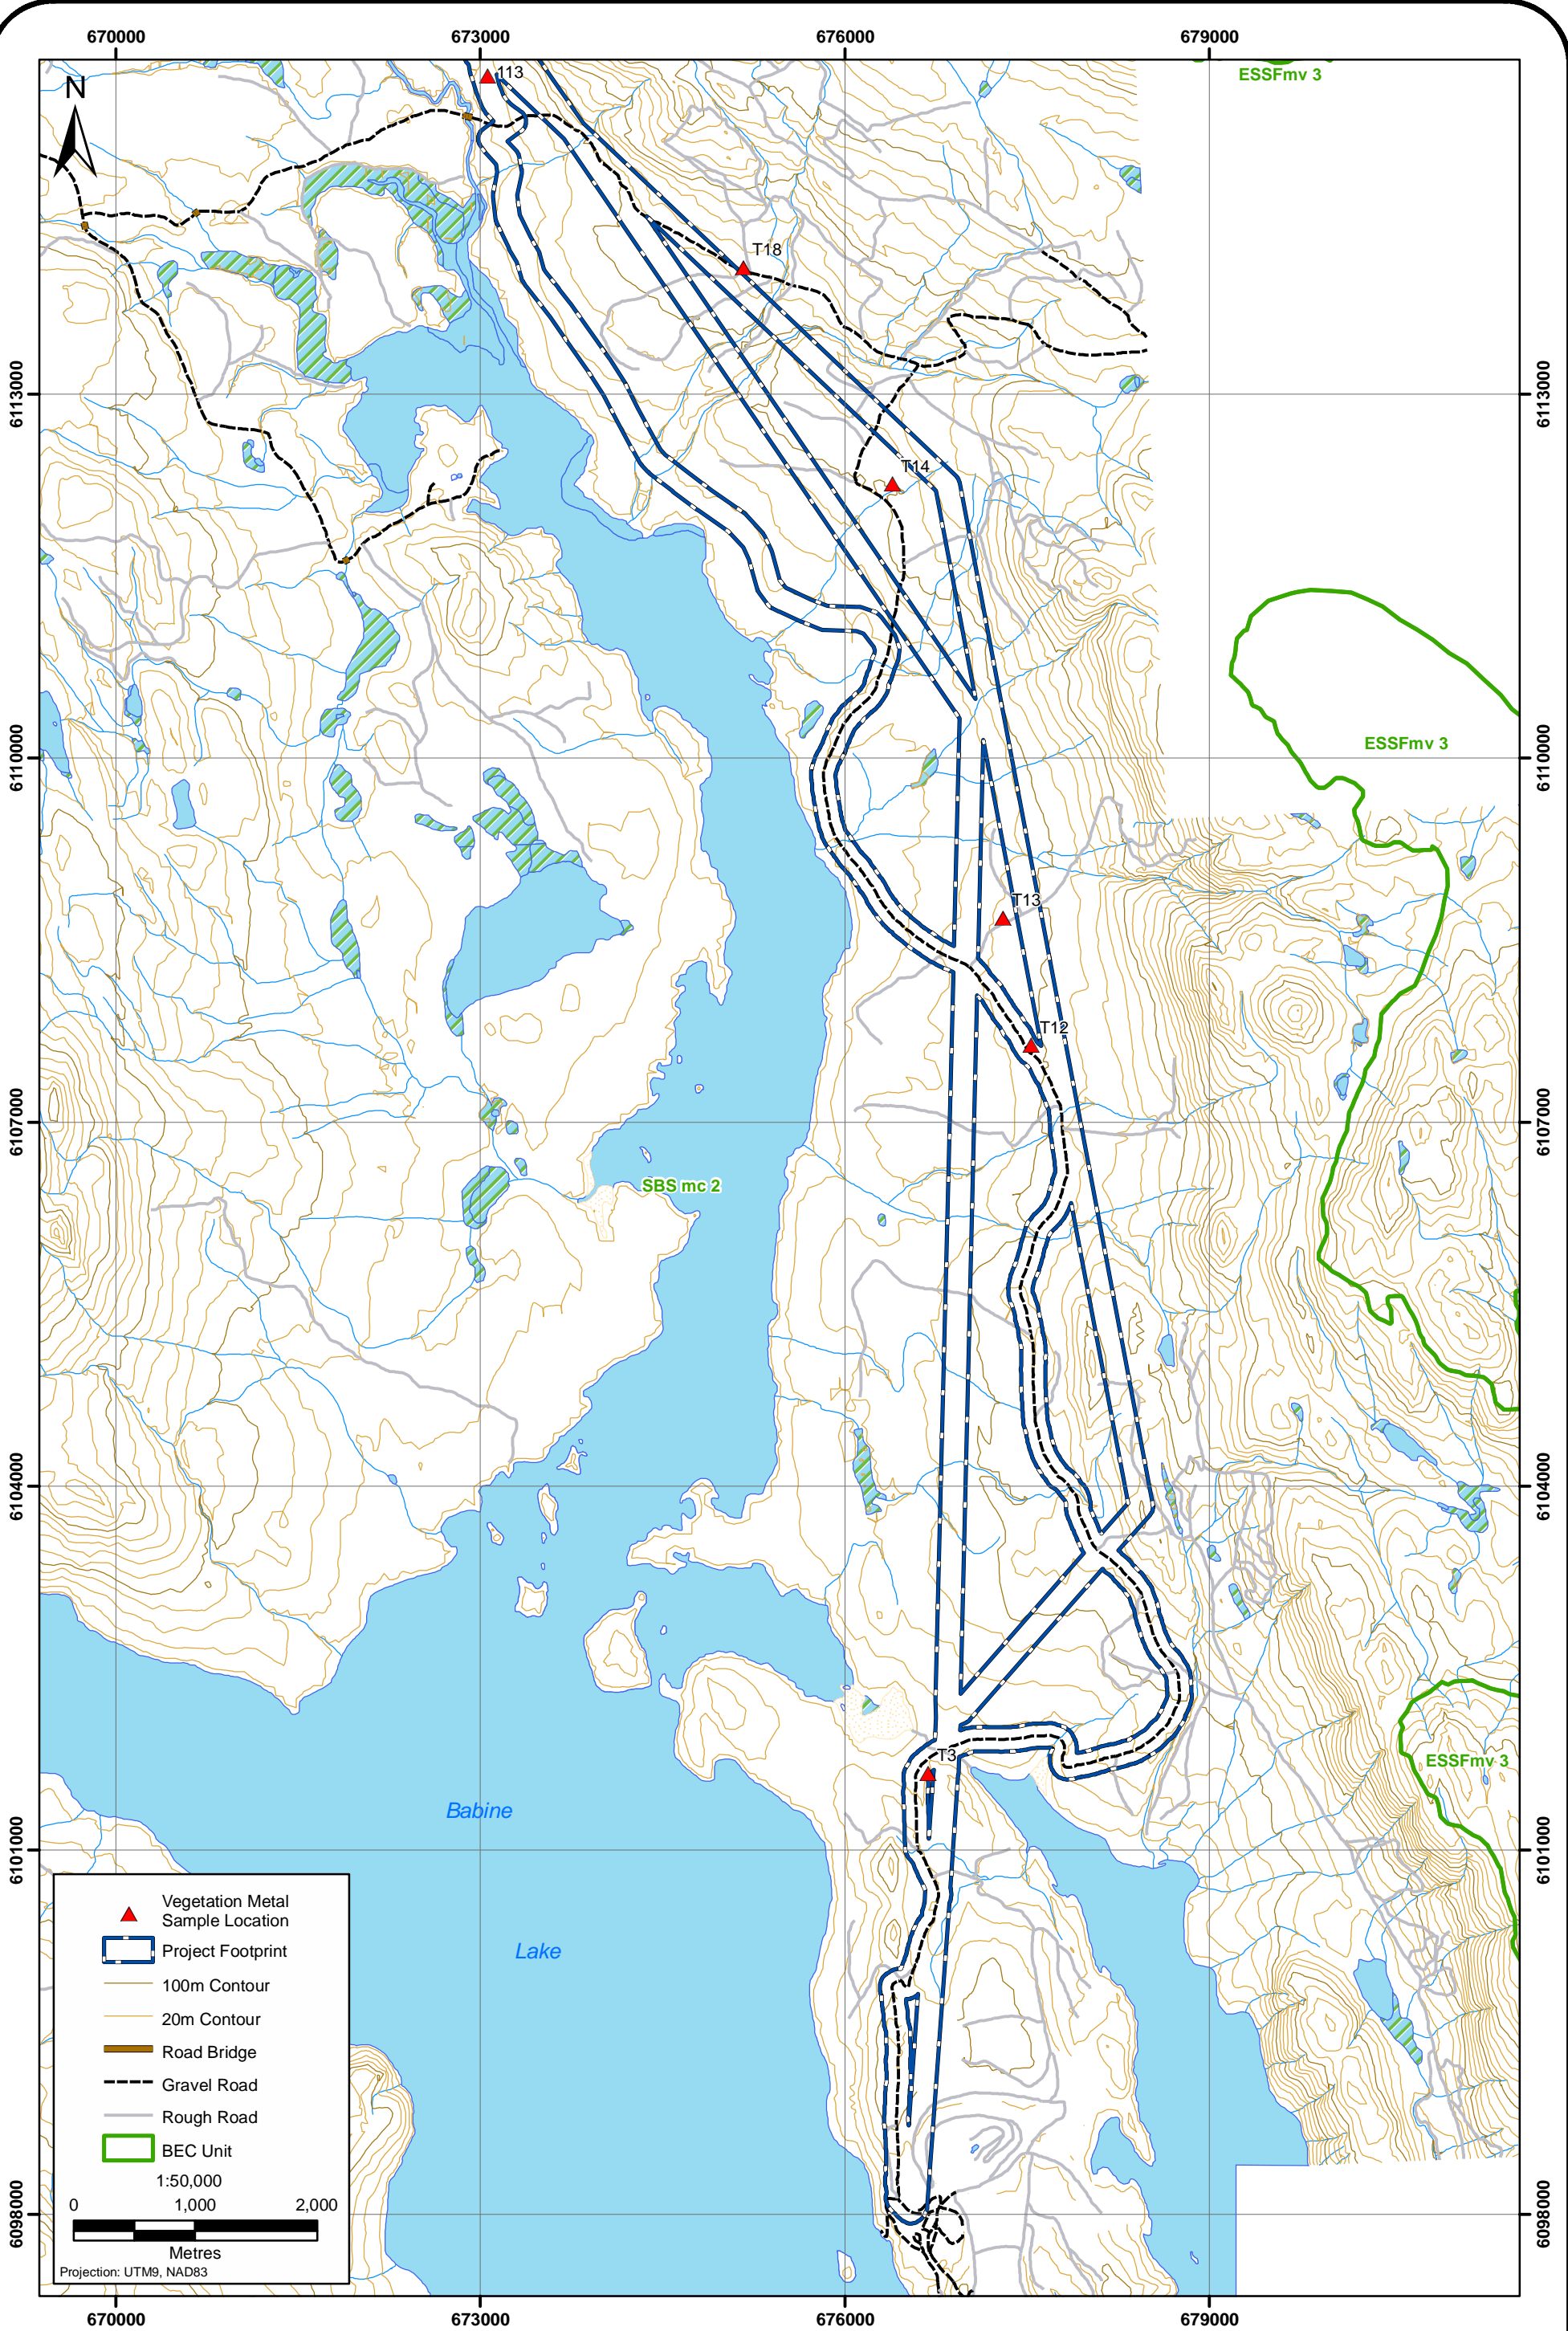 670000
673000
676000
679000
ESSFmv 3
N
113
T18
6113000
6113000
T14
ESSFmv 3
6110000
6110000
T13
T12
6107000
6107000
SBS mc 2
6104000
6104000
T3
ESSFmv 3
Babine
6101000
6101000
Lake
Vegetation Metal
Sample Location
Project Footprint
100m Contour
20m Contour
Road Bridge
Gravel Road
Rough Road
BEC Unit
1:50,000
0 1,000 2,000
Metres
Projection: UTM9, NAD83
6098000
6098000
670000
673000
676000
679000